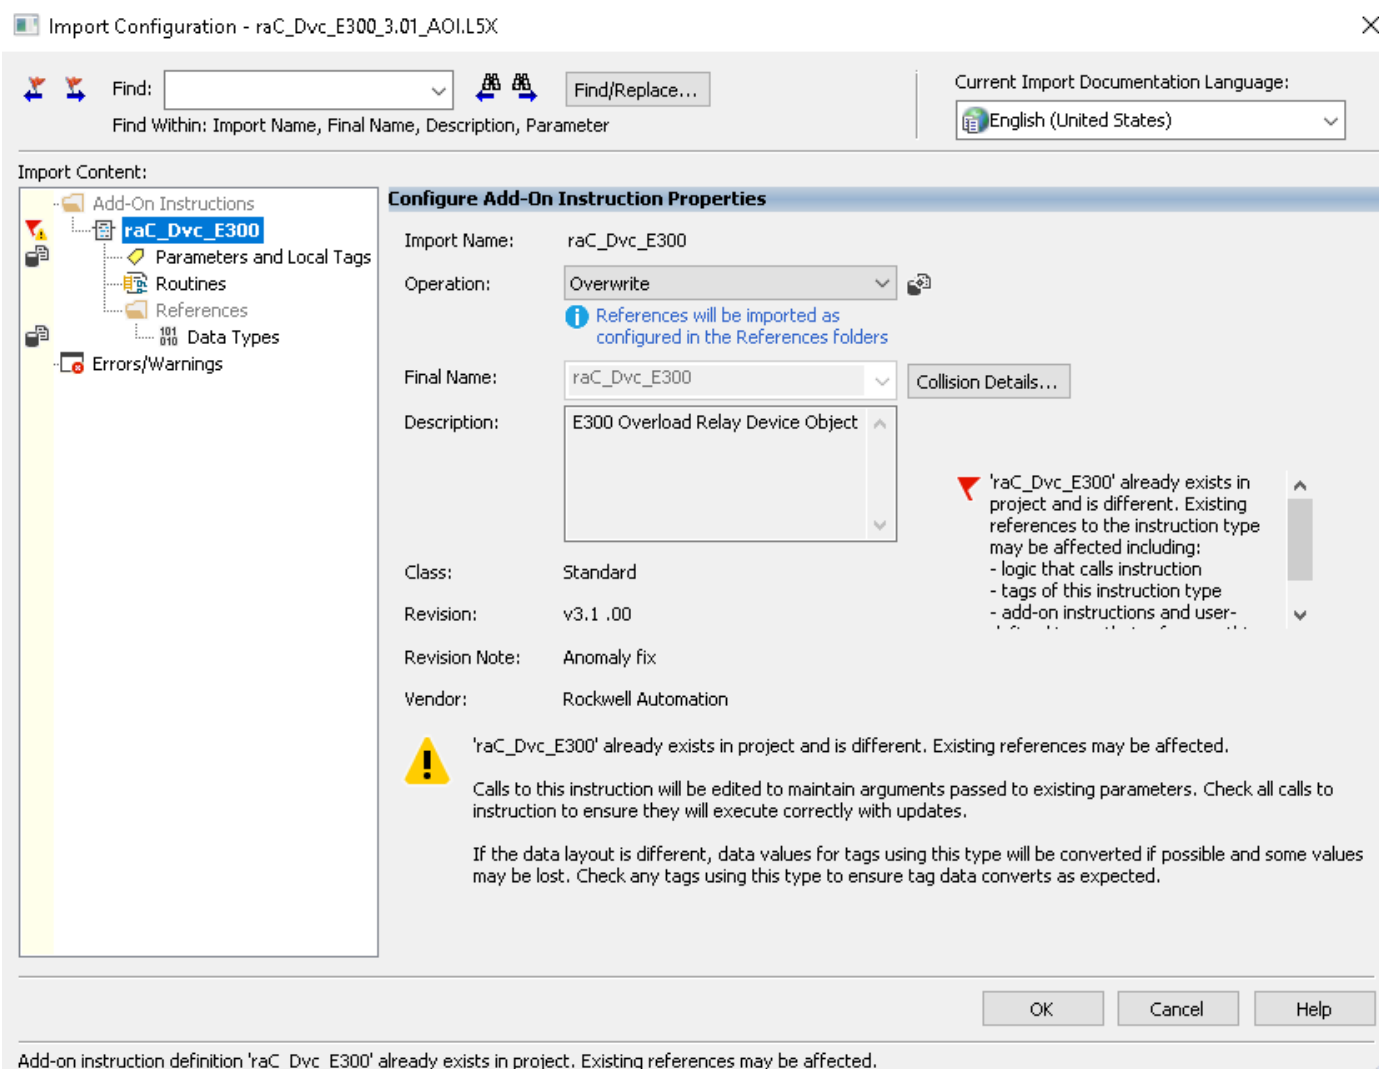 Import Configuration - raC_Dvc_E300_3.01_AOI.L5X
Find:
Find/Replace...
Find Within: Import Name, Final Name, Description, Parameter
Current Import Documentation Language:
English (United States)
Import Content:
Add-On Instructions
raC_Dvc_E300
Parameters and Local Tags
Routines
References
Data Types
Errors/Warnings
Configure Add-On Instruction Properties
Import Name: raC_Dvc_E300
Operation: Overwrite
References will be imported as
configured in the References folders
Final Name: raC_Dvc_E300
Collision Details...
Description: E300 Overload Relay Device Object
'raC_Dvc_E300' already exists in
project and is different. Existing
references to the instruction type
may be affected including:
- logic that calls instruction
- tags of this instruction type
- add-on instructions and user-
Class: Standard
Revision: v3.1 .00
Revision Note: Anomaly fix
Vendor: Rockwell Automation
'raC_Dvc_E300' already exists in project and is different. Existing references may be affected.
Calls to this instruction will be edited to maintain arguments passed to existing parameters. Check all calls to
instruction to ensure they will execute correctly with updates.
If the data layout is different, data values for tags using this type will be converted if possible and some values
may be lost. Check any tags using this type to ensure tag data converts as expected.
OK
Cancel
Help
Add-on instruction definition 'raC_Dvc_E300' already exists in project. Existing references may be affected.